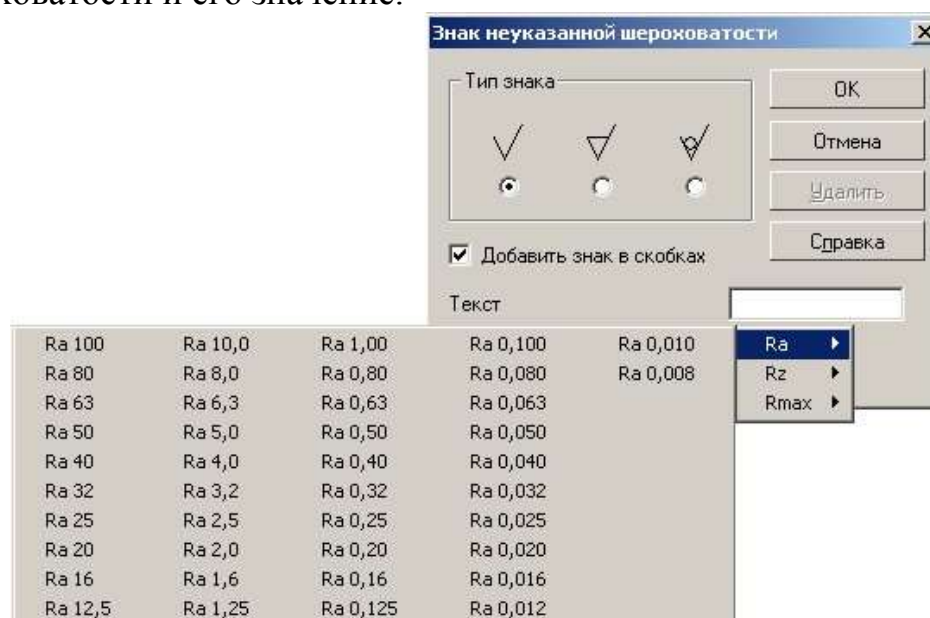 оватости и его значение.
Знак неуказанной шероховатости
Тип знака
OK
Отмена
Удалить
Справка
Добавить знак в скобках
Текст
Ra 100 Ra 10,0 Ra 1,00 Ra 0,100 Ra 0,010 Ra
Ra 80 Ra 8,0 Ra 0,80 Ra 0,080 Ra 0,008 Rz
Ra 63 Ra 6,3 Ra 0,63 Ra 0,063 Rmax
Ra 50 Ra 5,0 Ra 0,50 Ra 0,050
Ra 40 Ra 4,0 Ra 0,40 Ra 0,040
Ra 32 Ra 3,2 Ra 0,32 Ra 0,032
Ra 25 Ra 2,5 Ra 0,25 Ra 0,025
Ra 20 Ra 2,0 Ra 0,20 Ra 0,020
Ra 16 Ra 1,6 Ra 0,16 Ra 0,016
Ra 12,5 Ra 1,25 Ra 0,125 Ra 0,012